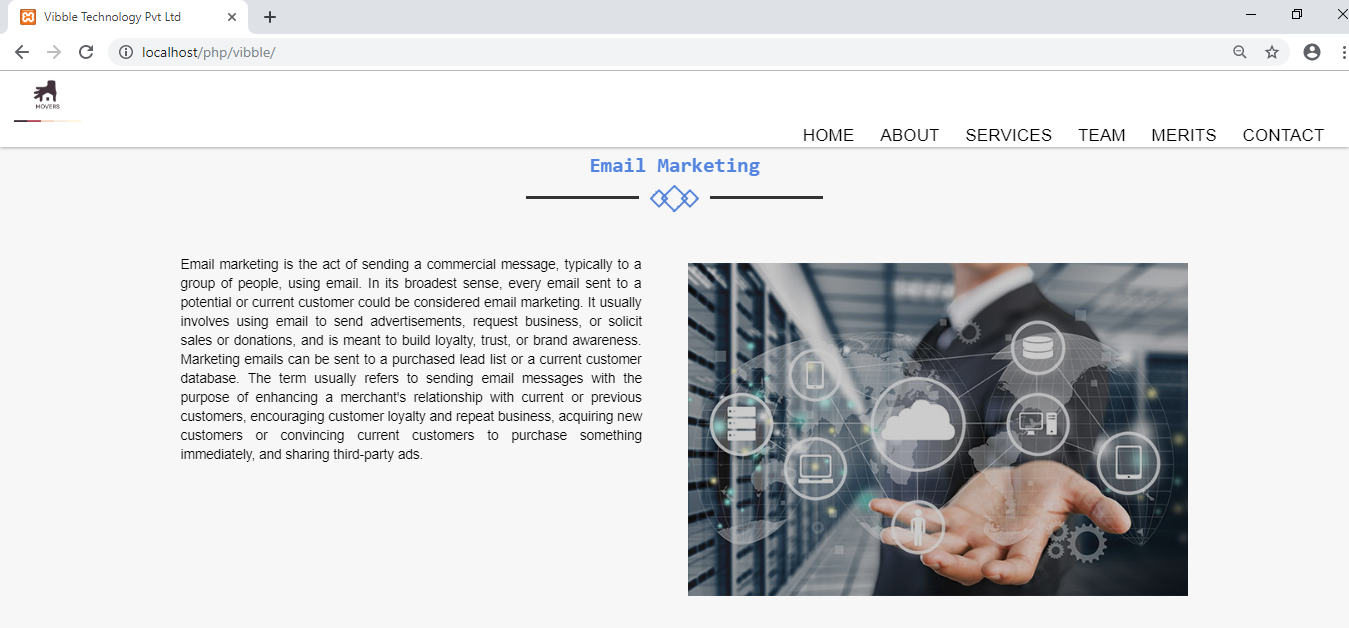 Vibble Technology Pvt Ltd
localhost/php/vibble/
MOVERS
HOME ABOUT SERVICES TEAM MERITS CONTACT
Email Marketing
Email marketing is the act of sending a commercial message, typically to a
group of people, using email. In its broadest sense, every email sent to a
potential or current customer could be considered email marketing. It usually
involves using email to send advertisements, request business, or solicit
sales or donations, and is meant to build loyalty, trust, or brand awareness.
Marketing emails can be sent to a purchased lead list or a current customer
database. The term usually refers to sending email messages with the
purpose of enhancing a merchant's relationship with current or previous
customers, encouraging customer loyalty and repeat business, acquiring new
customers or convincing current customers to purchase something
immediately, and sharing third-party ads.